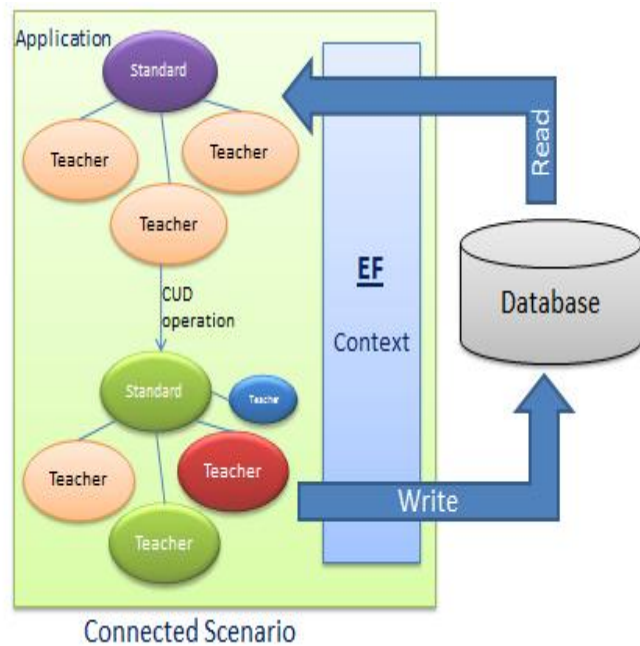 Application
Standard
Teacher
Teacher
Teacher
CUD
operation
Standard
Teacher
Teacher
Teacher
Teacher
EF
Context
Read
Database
Write
Connected Scenario